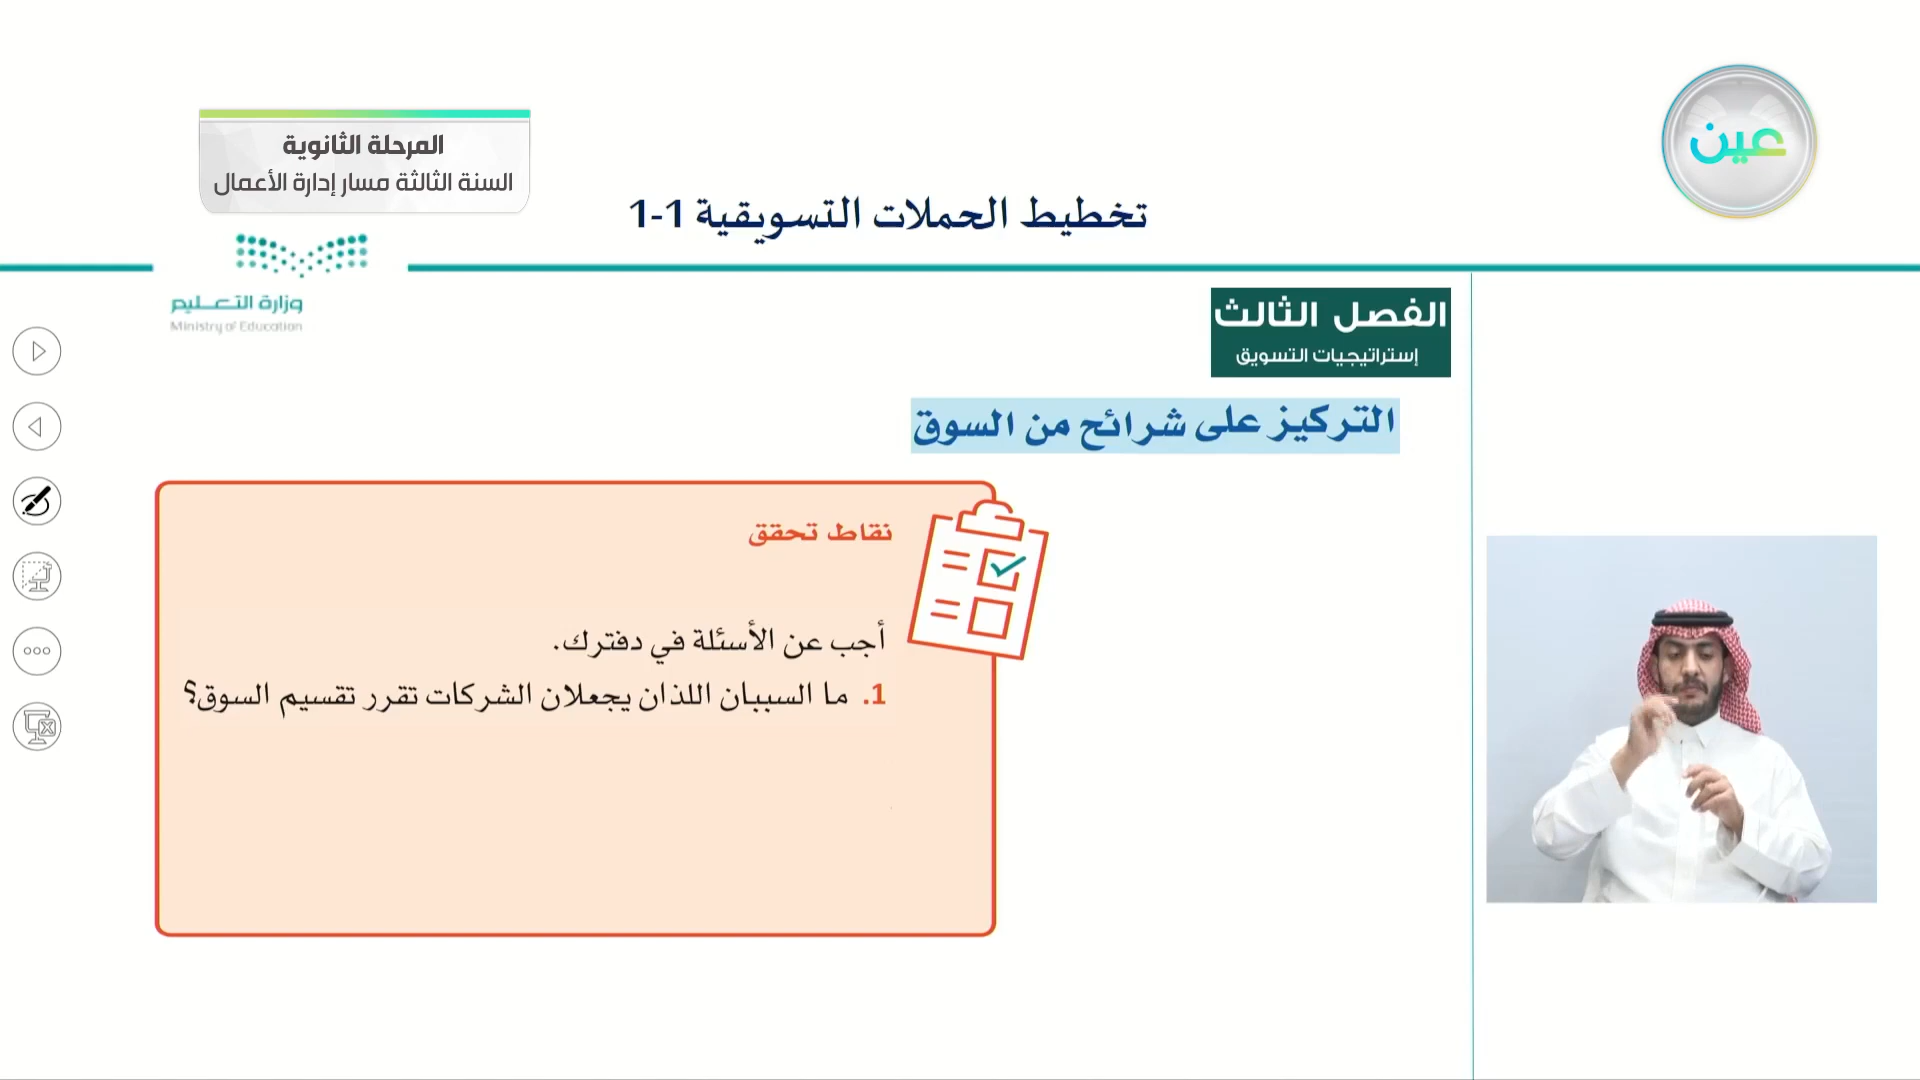 المرحلة الثانوية
السنة الثالثة مسار إدارة الأعمال
عين
تخطيط الحملات التسويقية 1-1
وزارة التعليم
Ministry of Education
الفصل الثالث
إستراتيجيات التسويق
التركيز على شرائح من السوق
نقاط تحقق
أجب عن الأسئلة في دفترك.
1. ما السببان اللذان يجعلان الشركات تقرر تقسيم السوق؟